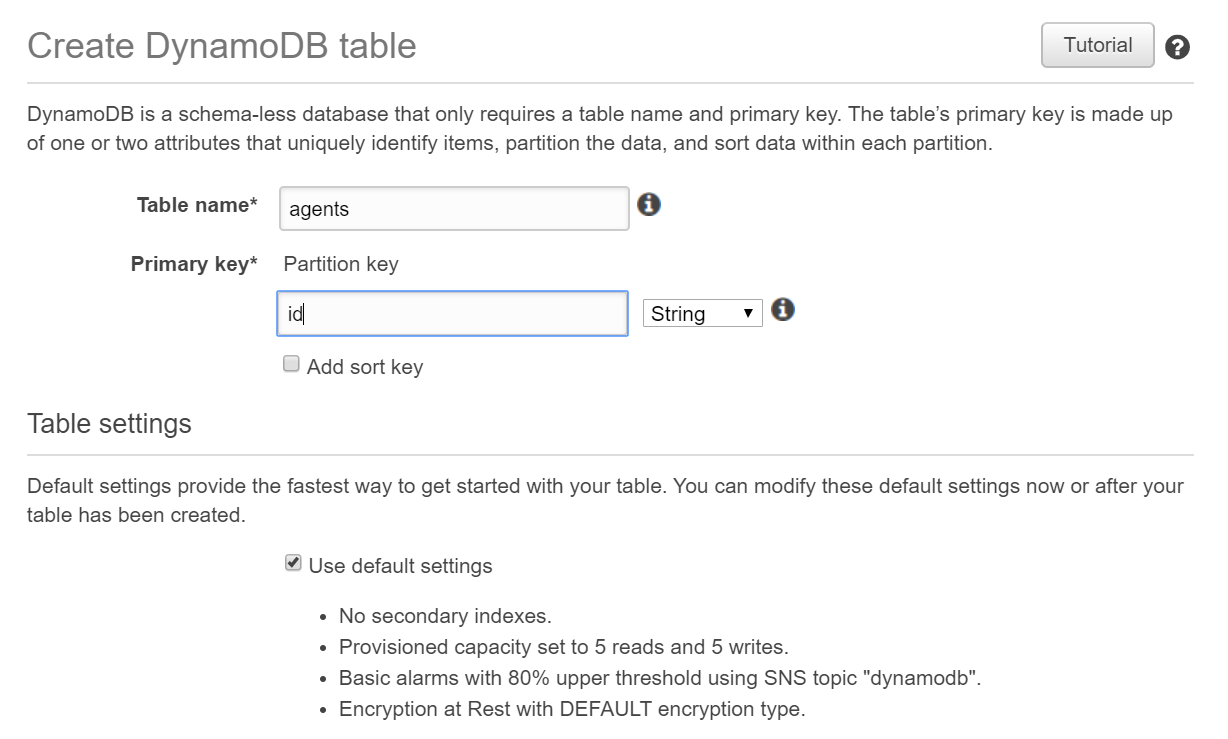 Create DynamoDB table
Tutorial
DynamoDB is a schema-less database that only requires a table name and primary key. The table’s primary key is made up
of one or two attributes that uniquely identify items, partition the data, and sort data within each partition.
Table name* agents
Primary key* Partition key
id String
Add sort key
Table settings
Default settings provide the fastest way to get started with your table. You can modify these default settings now or after your
table has been created.
Use default settings
• No secondary indexes.
• Provisioned capacity set to 5 reads and 5 writes.
• Basic alarms with 80% upper threshold using SNS topic "dynamodb".
• Encryption at Rest with DEFAULT encryption type.